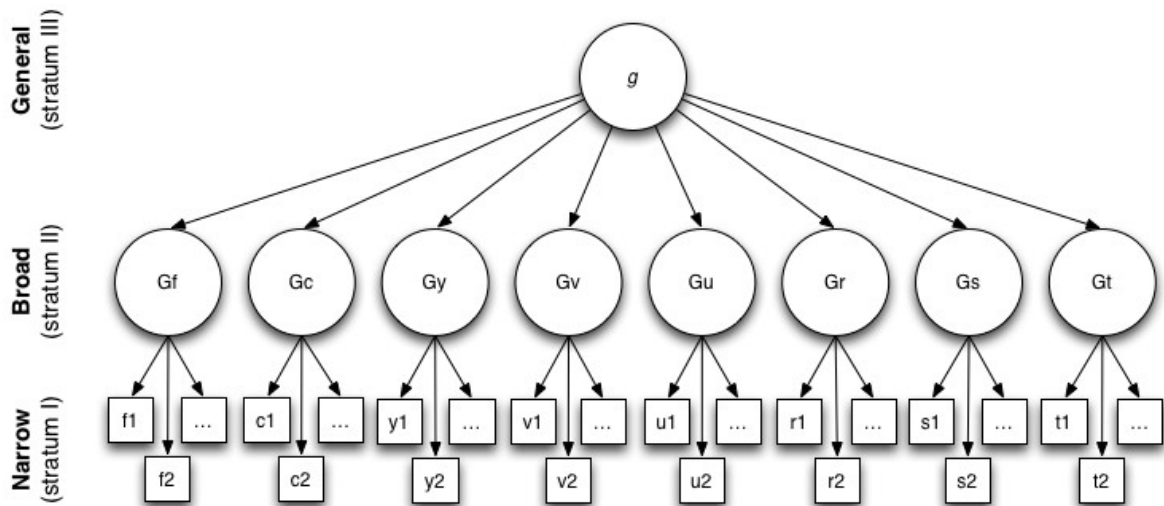 General
(stratum III)
g
Broad
(stratum II)
Gf Gc Gy Gv Gu Gr Gs Gt
Narrow
(stratum I)
f1 ... c1 ... y1 ... v1 ... u1 ... r1 ... s1 ... t1 ...
f2 c2 y2 v2 u2 r2 s2 t2